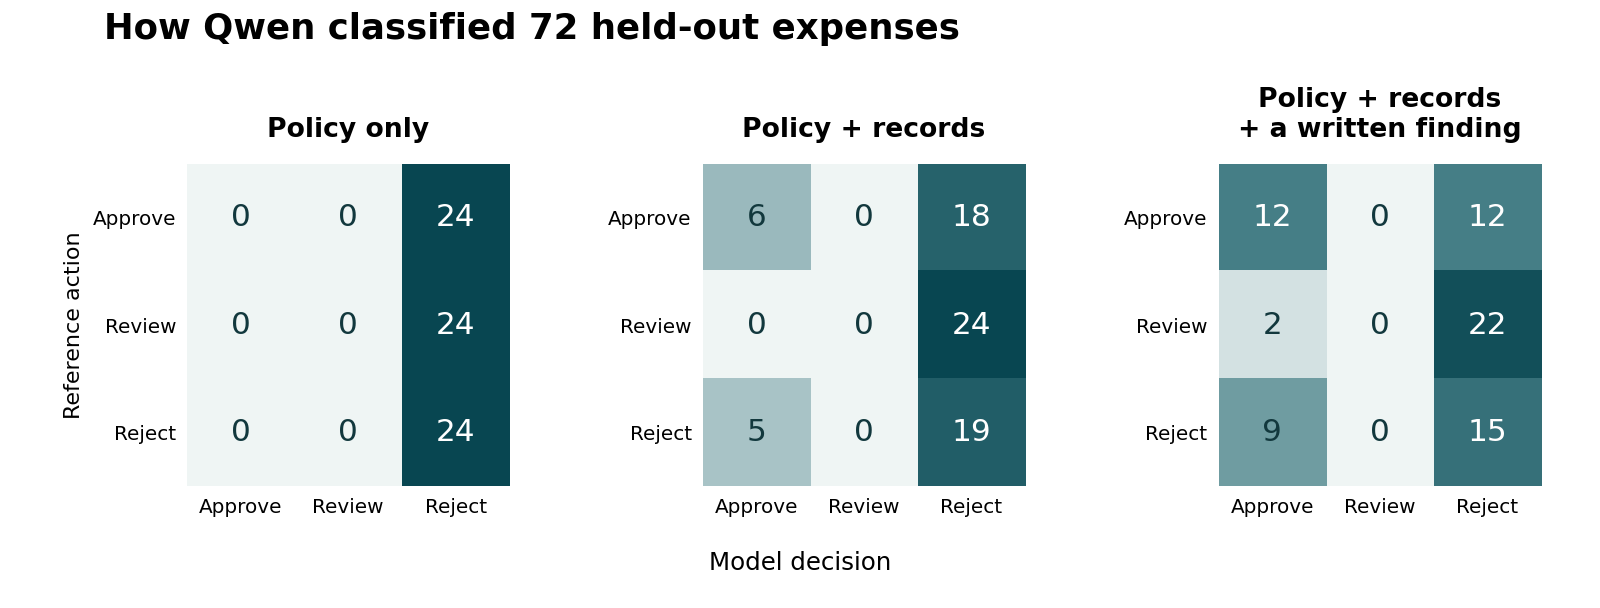 How Qwen classified 72 held-out expenses
Policy only
Reference action
Approve 0 0 24
Review 0 0 24
Reject 0 0 24
Approve Review Reject
Policy + records
Approve 6 0 18
Review 0 0 24
Reject 5 0 19
Approve Review Reject
Policy + records
+ a written finding
Approve 12 0 12
Review 2 0 22
Reject 9 0 15
Approve Review Reject
Model decision